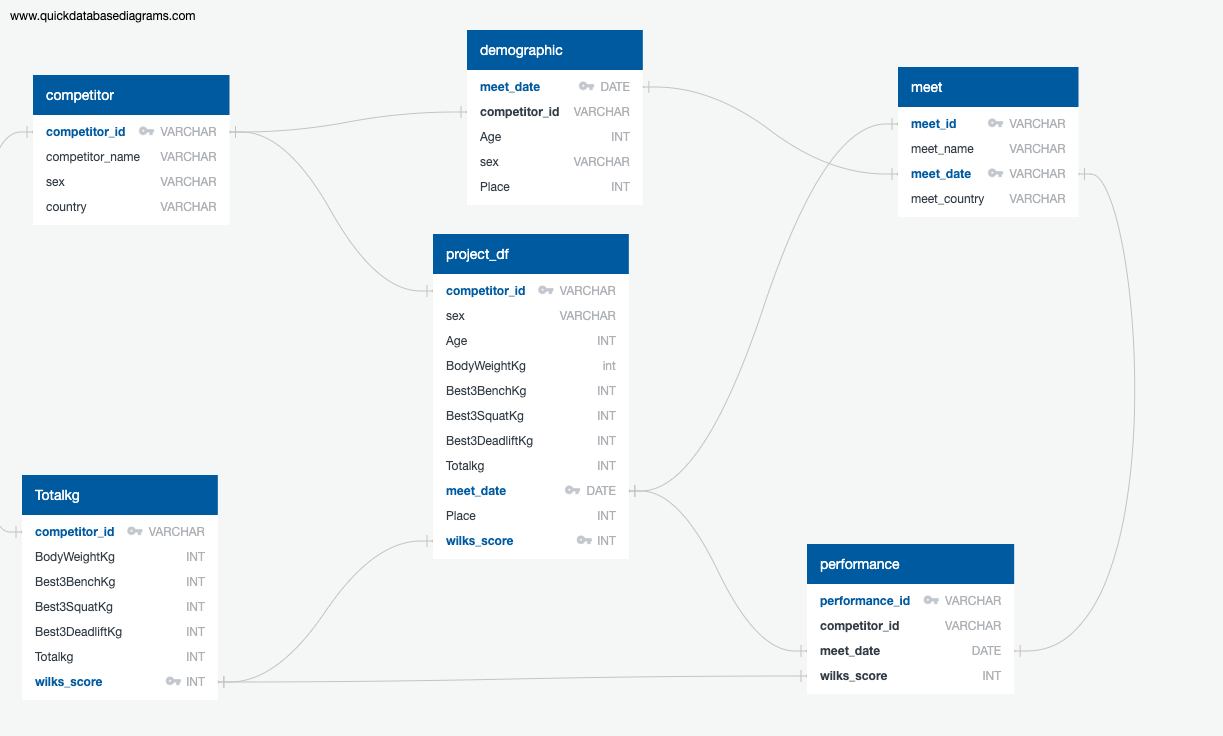 www.quickdatabasediagrams.com
competitor
competitor_id VARCHAR
competitor_name VARCHAR
sex VARCHAR
country VARCHAR
demographic
meet_date DATE
competitor_id VARCHAR
Age INT
sex VARCHAR
Place INT
meet
meet_id VARCHAR
meet_name VARCHAR
meet_date VARCHAR
meet_country VARCHAR
project_df
competitor_id VARCHAR
sex VARCHAR
Age INT
BodyWeightKg int
Best3BenchKg INT
Best3SquatKg INT
Best3DeadliftKg INT
Totalkg INT
meet_date DATE
Place INT
wilks_score INT
Totalkg
competitor_id VARCHAR
BodyWeightKg INT
Best3BenchKg INT
Best3SquatKg INT
Best3DeadliftKg INT
Totalkg INT
wilks_score INT
performance
performance_id VARCHAR
competitor_id VARCHAR
meet_date DATE
wilks_score INT